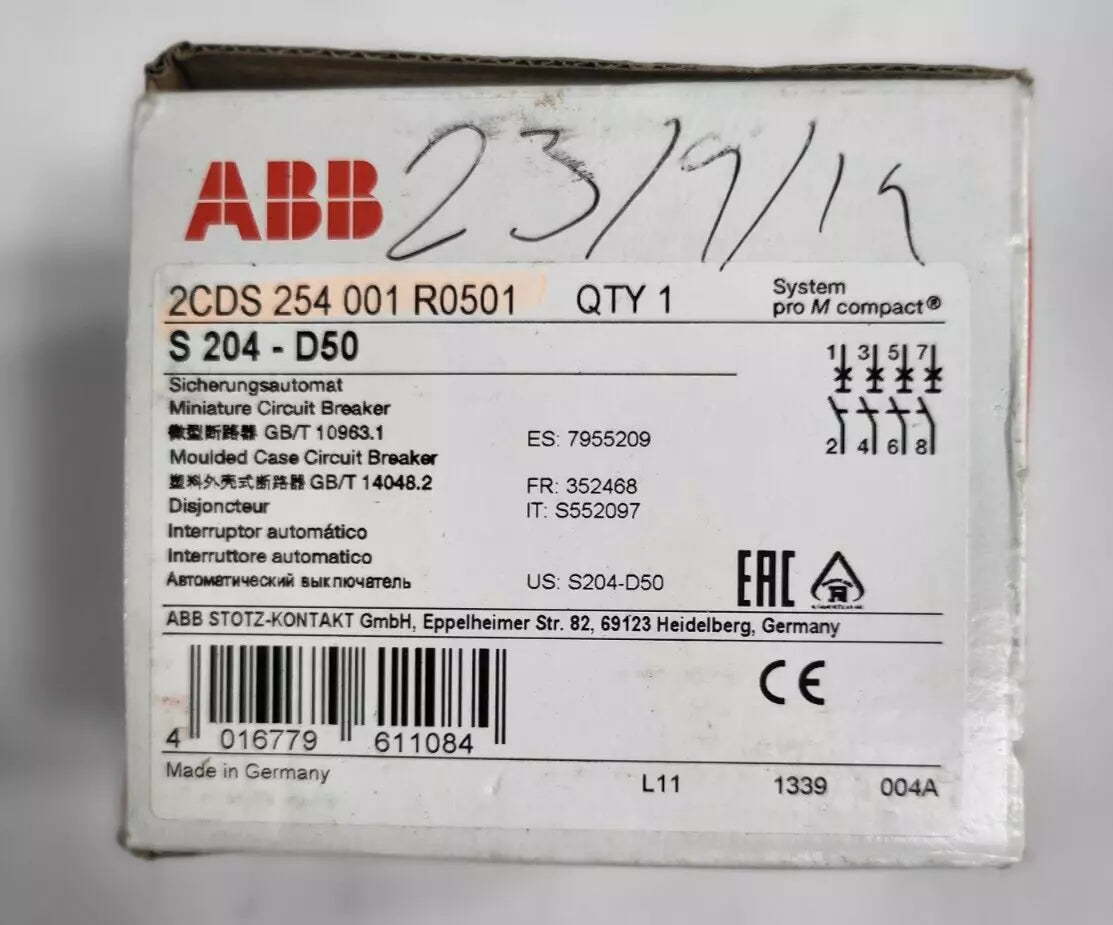 ABB
23/9/19
2CDS 254 001 R0501 QTY 1
System
pro M compact®
S 204 - D50
1 3 5 7
2 4 6 8
Sicherungsautomat
Miniature Circuit Breaker
微型断路器 GB/T 10963.1
ES: 7955209
Moulded Case Circuit Breaker
塑料外壳式断路器 GB/T 14048.2
FR: 352468
Disjoncteur
IT: S552097
Interruptor automático
Interruttore automatico
Автоматический выключатель
US: S204-D50
EAC
ABB STOTZ-KONTAKT GmbH, Eppelheimer Str. 82, 69123 Heidelberg, Germany
CE
4 016779 611084
Made in Germany
L11 1339 004A